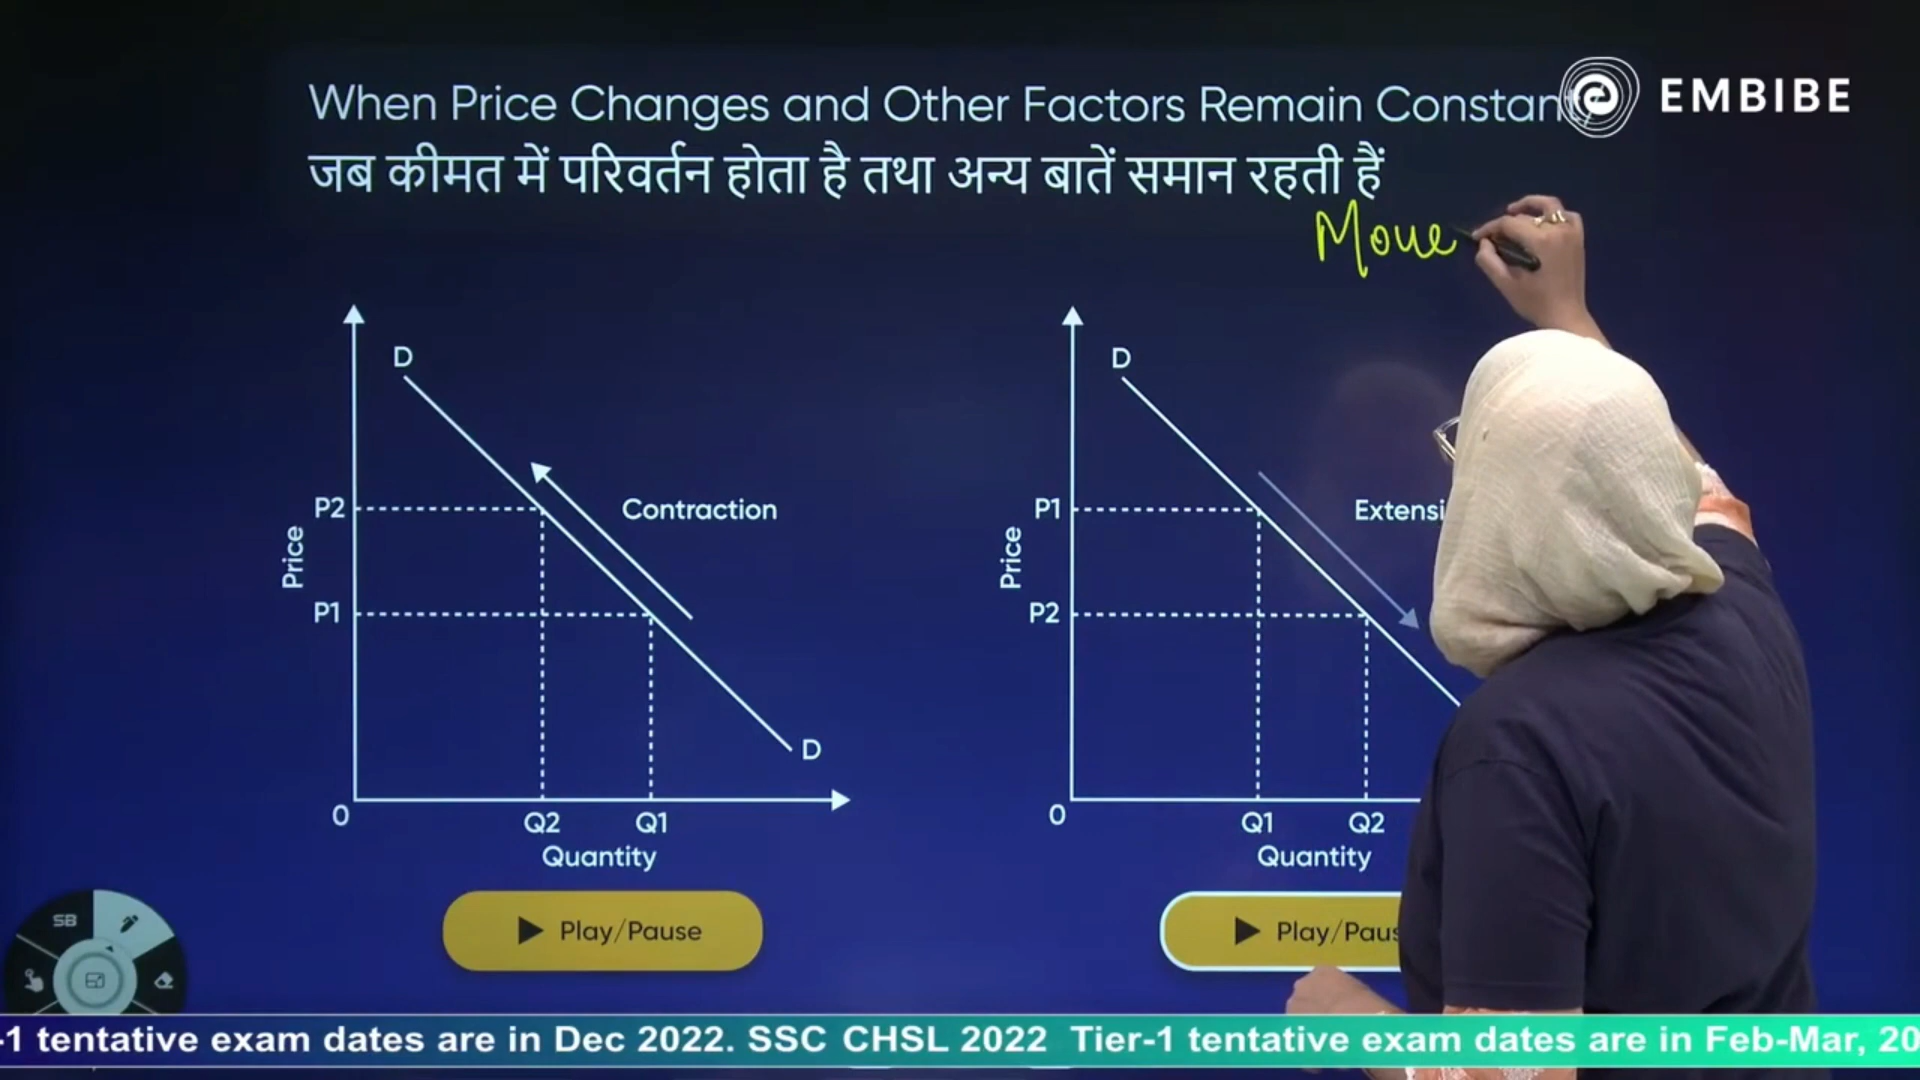 When Price Changes and Other Factors Remain Constant
EMBIBE
जब कीमत में परिवर्तन होता है तथा अन्य बातें समान रहती हैं
Move
D
P2
Contraction
Price
P1
D
0
Q2 Q1
Quantity
Play/Pause
D
P1
Extensi
Price
P2
0
Q1 Q2
Quantity
Play/Paus
SB
-1 tentative exam dates are in Dec 2022. SSC CHSL 2022 Tier-1 tentative exam dates are in Feb-Mar, 20